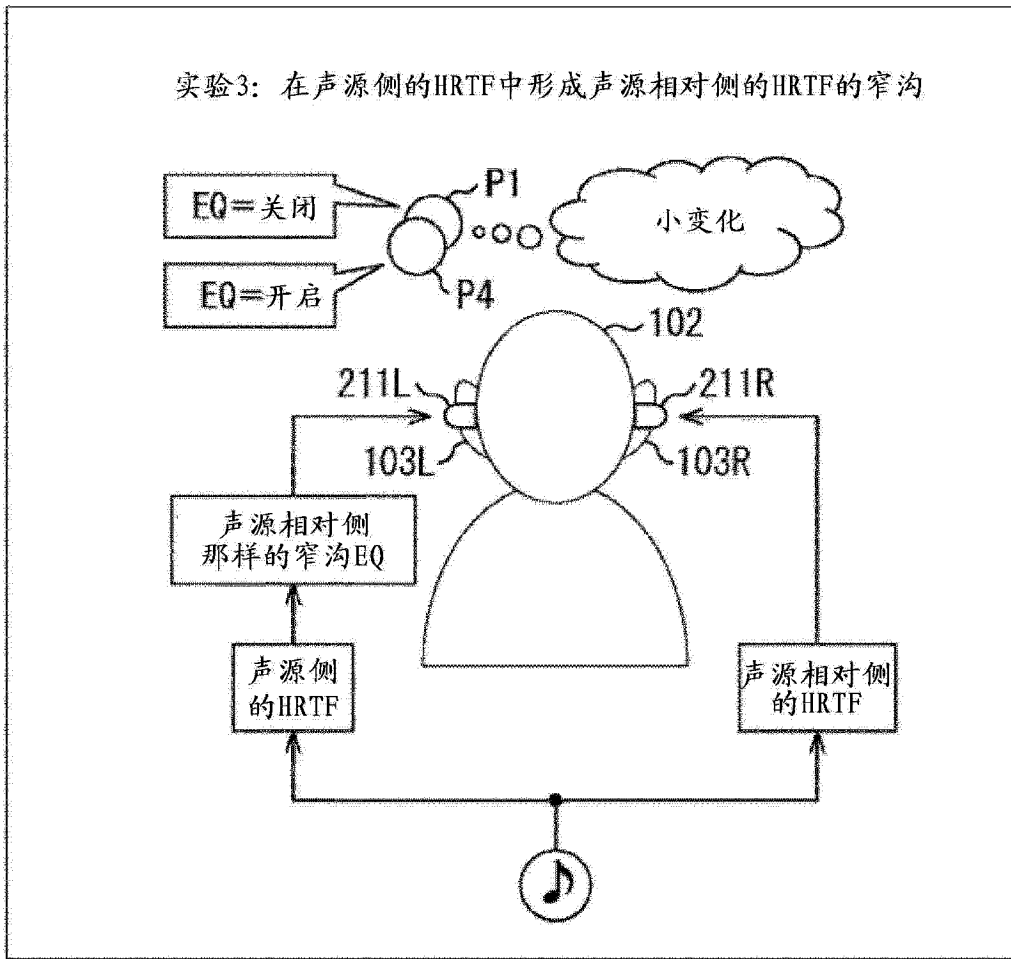 实验3：在声源侧的HRTF中形成声源相对侧的HRTF的窄沟
EQ=关闭
P1
小变化
EQ=开启
P4
102
211L
211R
103L
103R
声源相对侧
那样的窄沟EQ
声源侧
的HRTF
声源相对侧
的HRTF